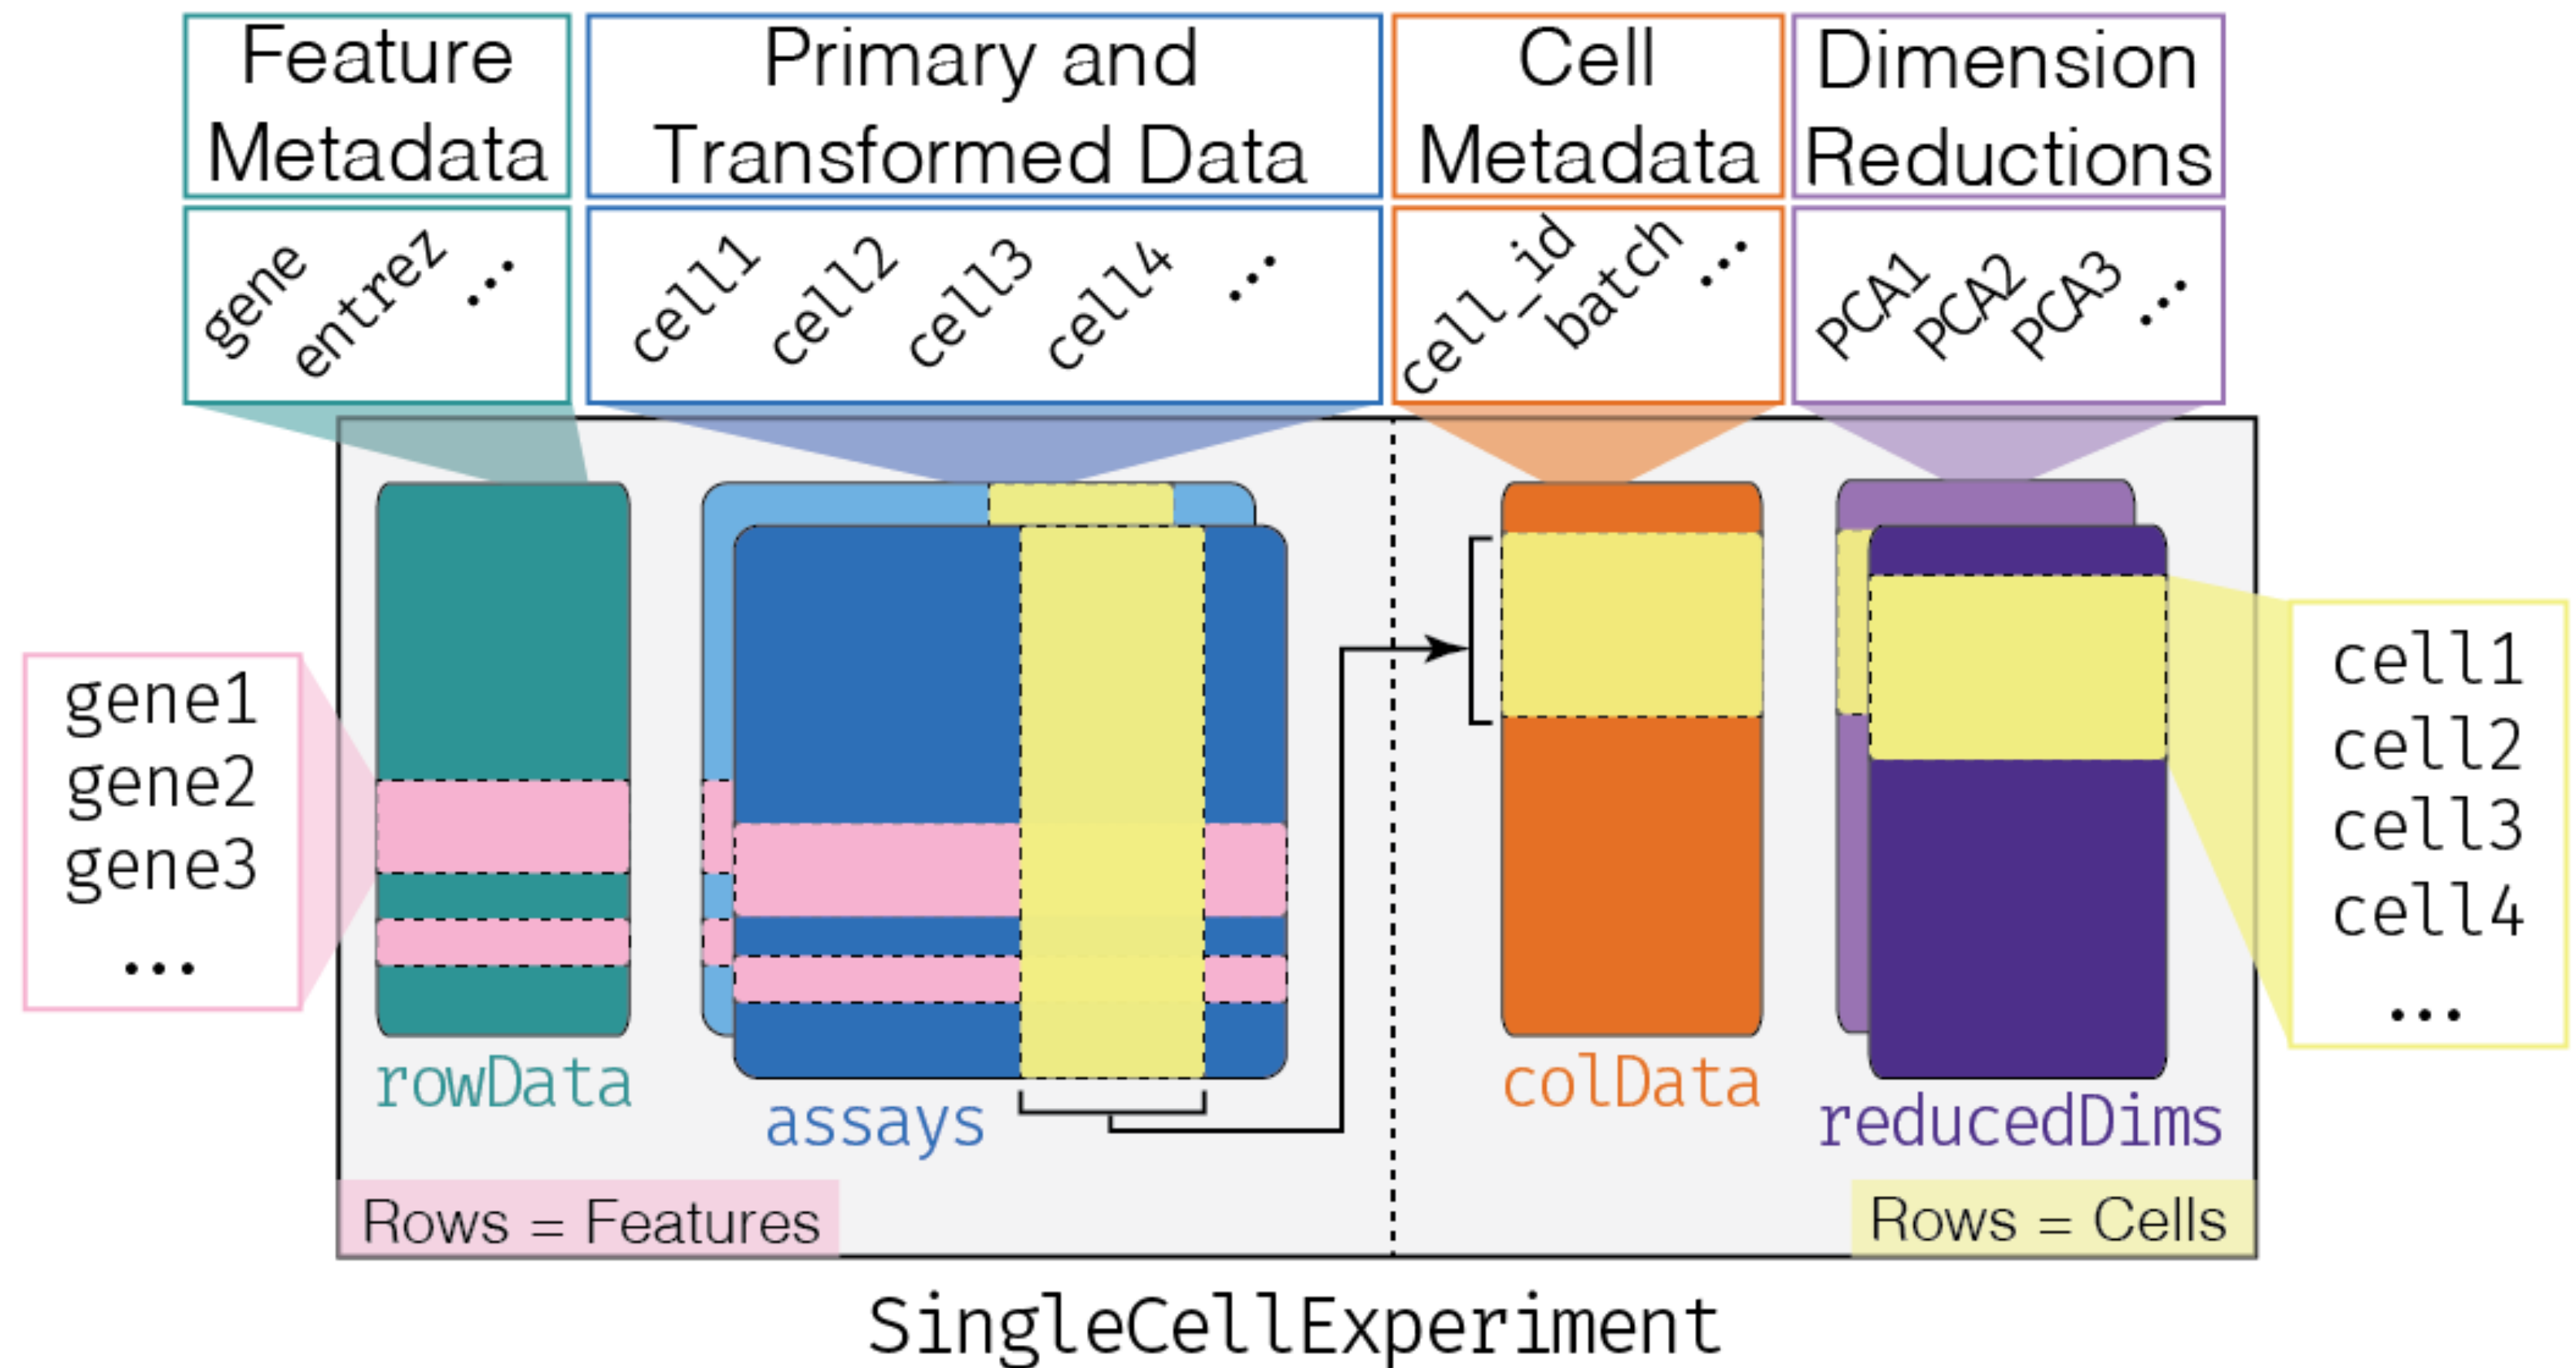 Feature
Metadata
Primary and
Transformed Data
Cell
Metadata
Dimension
Reductions
gene
entrez
...
cell1
cell2
cell3
cell4
...
cell_id
batch
...
PCA1
PCA2
PCA3
...
gene1
gene2
gene3
...
cell1
cell2
cell3
cell4
...
rowData
assays
colData
reducedDims
Rows = Features
Rows = Cells
SingleCellExperiment